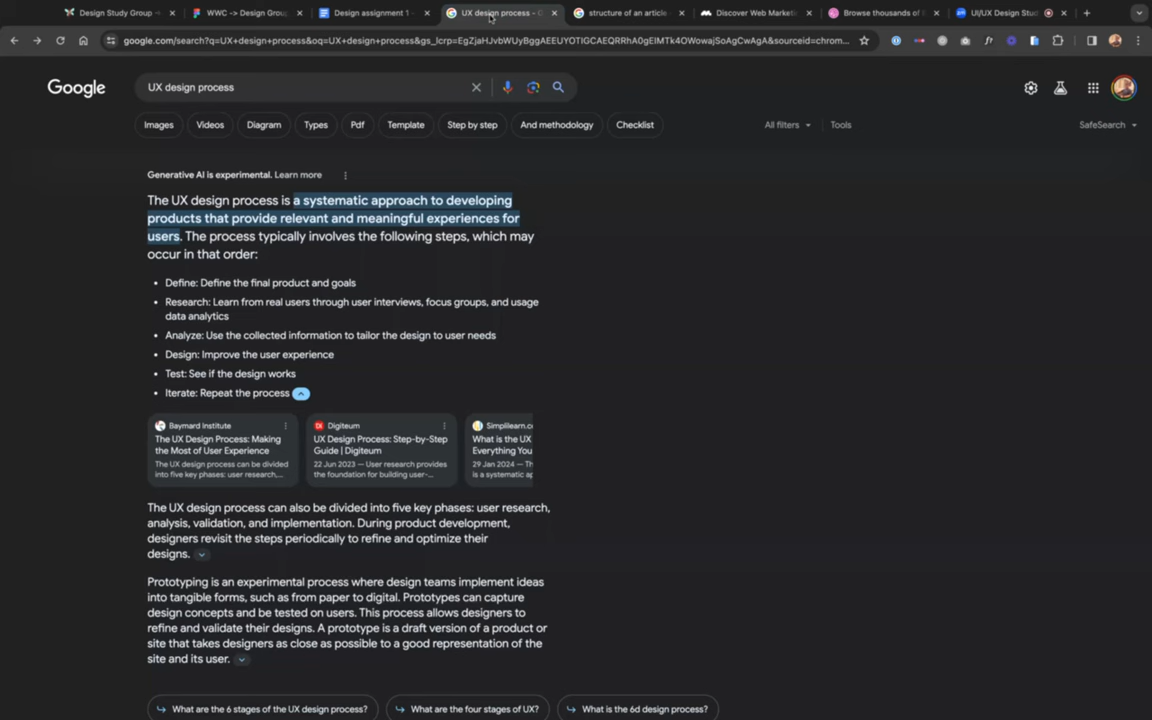 Design Study Group
WWC -> Design Grou
Design assignment 1 -
UX design process - G
structure of an article
Discover Web Marketi
Browse thousands of
UI/UX Design Stud
google.com/search?q=UX+design+process&oq=UX+design+process&gs_lcrp=EgZjaHJvbWUyBggAEEUYOTIGCAEQRRhA0gEIMTk4OWowajSoAgCwAgA&sourceid=chrom...
Google
UX design process
Images
Videos
Diagram
Types
Pdf
Template
Step by step
And methodology
Checklist
All filters
Tools
SafeSearch
Generative AI is experimental. Learn more
The UX design process is a systematic approach to developing
products that provide relevant and meaningful experiences for
users. The process typically involves the following steps, which may
occur in that order:
• Define: Define the final product and goals
• Research: Learn from real users through user interviews, focus groups, and usage
data analytics
• Analyze: Use the collected information to tailor the design to user needs
• Design: Improve the user experience
• Test: See if the design works
• Iterate: Repeat the process
Baymard Institute
The UX Design Process: Making
the Most of User Experience
The UX design process can be divided
into five key phases: user research,...
Digiteum
UX Design Process: Step-by-Step
Guide | Digiteum
22 Jun 2023 — User research provides
the foundation for building user-...
Simplilearn.c
What is the UX
Everything You
29 Jan 2024 — Th
is a systematic ap
The UX design process can also be divided into five key phases: user research,
analysis, validation, and implementation. During product development,
designers revisit the steps periodically to refine and optimize their
designs.
Prototyping is an experimental process where design teams implement ideas
into tangible forms, such as from paper to digital. Prototypes can capture
design concepts and be tested on users. This process allows designers to
refine and validate their designs. A prototype is a draft version of a product or
site that takes designers as close as possible to a good representation of the
site and its user.
What are the 6 stages of the UX design process?
What are the four stages of UX?
What is the 6d design process?